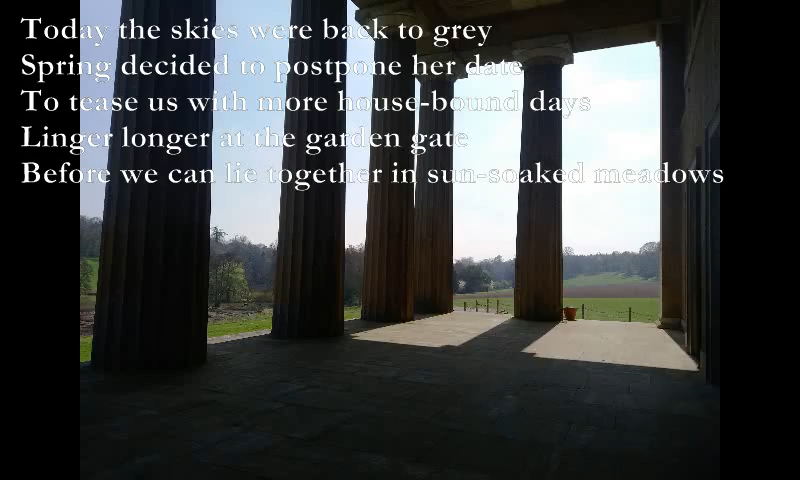 Today the skies were back to grey
Spring decided to postpone her date
To tease us with more house-bound days
Linger longer at the garden gate
Before we can lie together in sun-soaked meadows